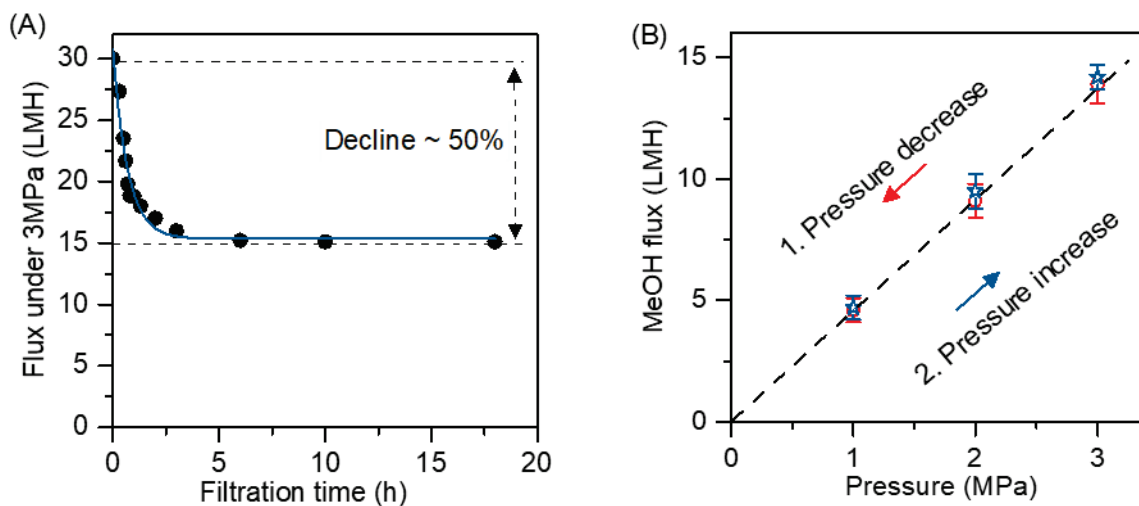 (A)
Flux under 3MPa (LMH)
30
25
20
15
10
5
0
Decline ~ 50%
0 5 10 15 20
Filtration time (h)
(B)
MeOH flux (LMH)
15
10
5
0
1. Pressure decrease
2. Pressure increase
0 1 2 3
Pressure (MPa)